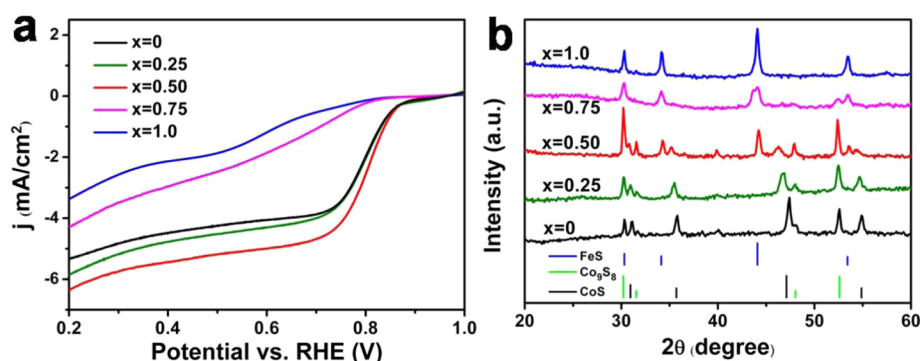 a
2
0
-2
-4
-6
j (mA/cm²)
x=0
x=0.25
x=0.50
x=0.75
x=1.0
0.2 0.4 0.6 0.8 1.0
Potential vs. RHE (V)
b
Intensity (a.u.)
x=1.0
x=0.75
x=0.50
x=0.25
x=0
FeS
Co₉S₈
CoS
20 30 40 50 60
2θ (degree)